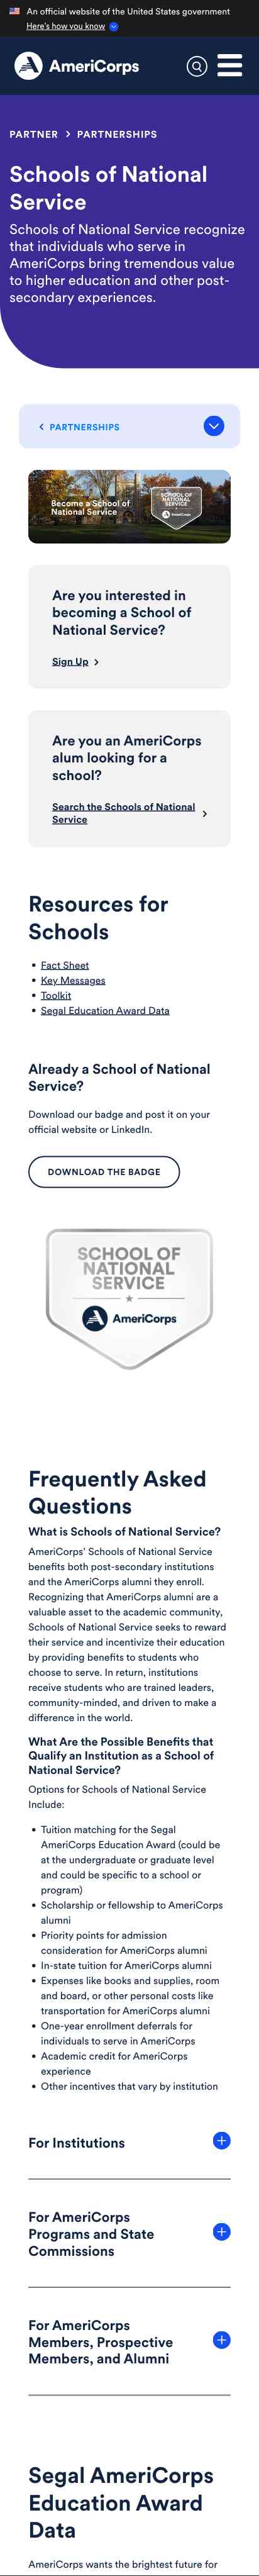 An official website of the United States government
Here's how you know
AmeriCorps
PARTNER > PARTNERSHIPS
Schools of National
Service
Schools of National Service recognize
that individuals who serve in
AmeriCorps bring tremendous value
to higher education and other post-
secondary experiences.
< PARTNERSHIPS
Become a School of
National Service
SCHOOL OF
NATIONAL
SERVICE
AmeriCorps
Are you interested in
becoming a School of
National Service?
Sign Up >
Are you an AmeriCorps
alum looking for a
school?
Search the Schools of National
Service >
Resources for
Schools
• Fact Sheet
• Key Messages
• Toolkit
• Segal Education Award Data
Already a School of National
Service?
Download our badge and post it on your
official website or LinkedIn.
DOWNLOAD THE BADGE
SCHOOL OF
NATIONAL
SERVICE
AmeriCorps
Frequently Asked
Questions
What is Schools of National Service?
AmeriCorps' Schools of National Service
benefits both post-secondary institutions
and the AmeriCorps alumni they enroll.
Recognizing that AmeriCorps alumni are a
valuable asset to the academic community,
Schools of National Service seeks to reward
their service and incentivize their education
by providing benefits to students who
choose to serve. In return, institutions
receive students who are trained leaders,
community-minded, and driven to make a
difference in the world.
What Are the Possible Benefits that
Qualify an Institution as a School of
National Service?
Options for Schools of National Service
Include:
• Tuition matching for the Segal
AmeriCorps Education Award (could be
at the undergraduate or graduate level
and could be specific to a school or
program)
• Scholarship or fellowship to AmeriCorps
alumni
• Priority points for admission
consideration for AmeriCorps alumni
• In-state tuition for AmeriCorps alumni
• Expenses like books and supplies, room
and board, or other personal costs like
transportation for AmeriCorps alumni
• One-year enrollment deferrals for
individuals to serve in AmeriCorps
• Academic credit for AmeriCorps
experience
• Other incentives that vary by institution
For Institutions
For AmeriCorps
Programs and State
Commissions
For AmeriCorps
Members, Prospective
Members, and Alumni
Segal AmeriCorps
Education Award
Data
AmeriCorps wants the brightest future for